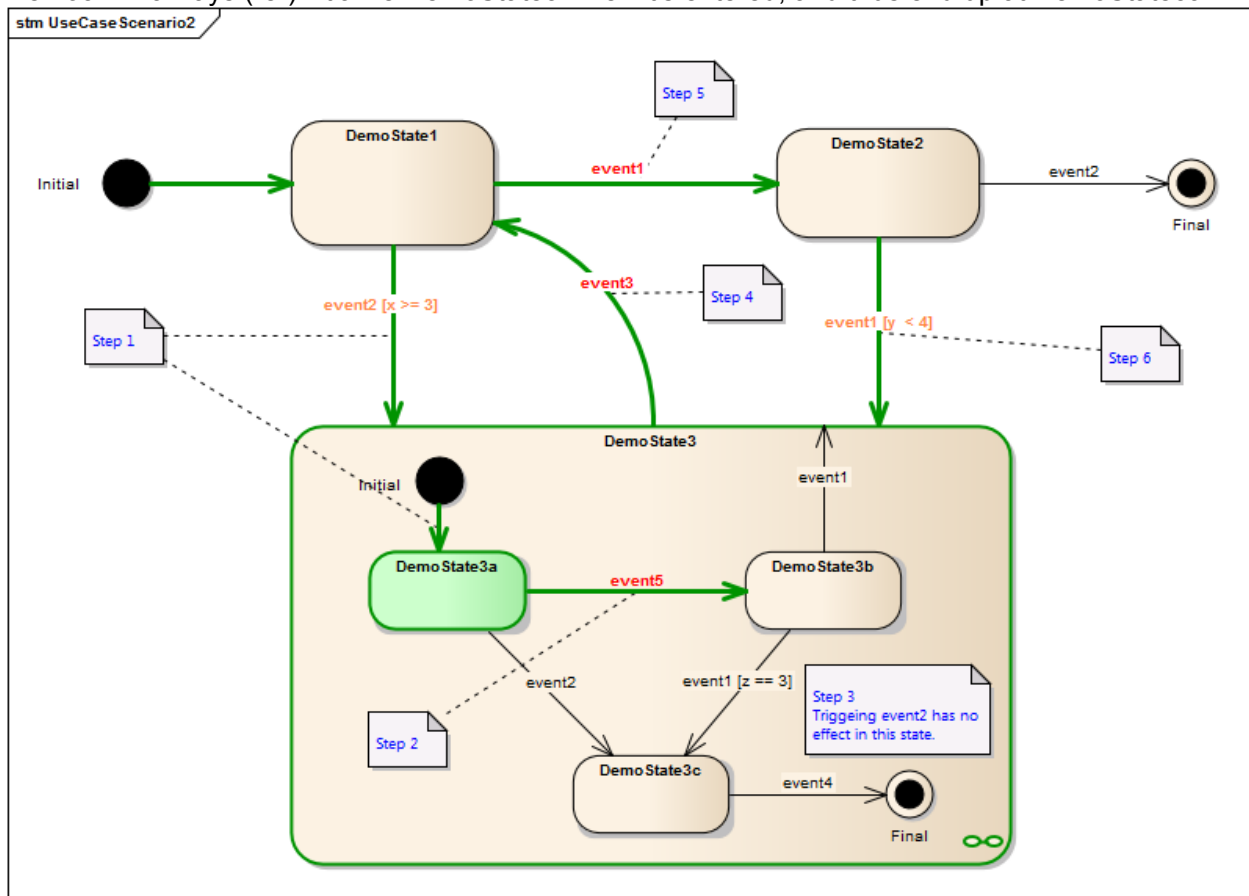 stm UseCaseScenario2
Step 5
DemoState1
DemoState2
event1
event2
Initial
Final
event3
Step 4
event2 [x >= 3]
event1 [y < 4]
Step 1
Step 6
DemoState3
Initial
event1
DemoState3a
event5
DemoState3b
event2
event1 [z == 3]
Step 3
Triggeing event2 has no
effect in this state.
Step 2
DemoState3c
event4
Final